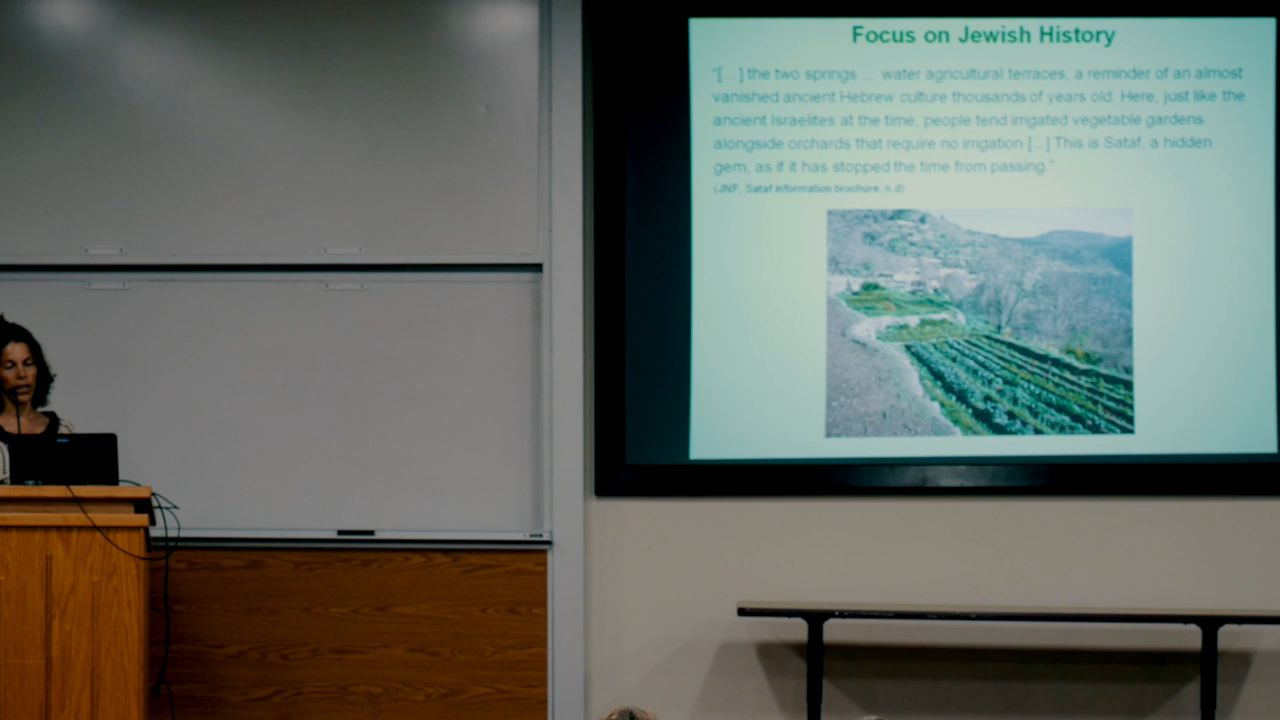 Focus on Jewish History
"[...] the two springs ... water agricultural terraces, a reminder of an almost
vanished ancient Hebrew culture thousands of years old. Here, just like the
ancient Israelites at the time, people tend irrigated vegetable gardens
alongside orchards that require no irrigation [...] This is Sataf, a hidden
gem, as if it has stopped the time from passing."
(JNF, Sataf information brochure, n.d)